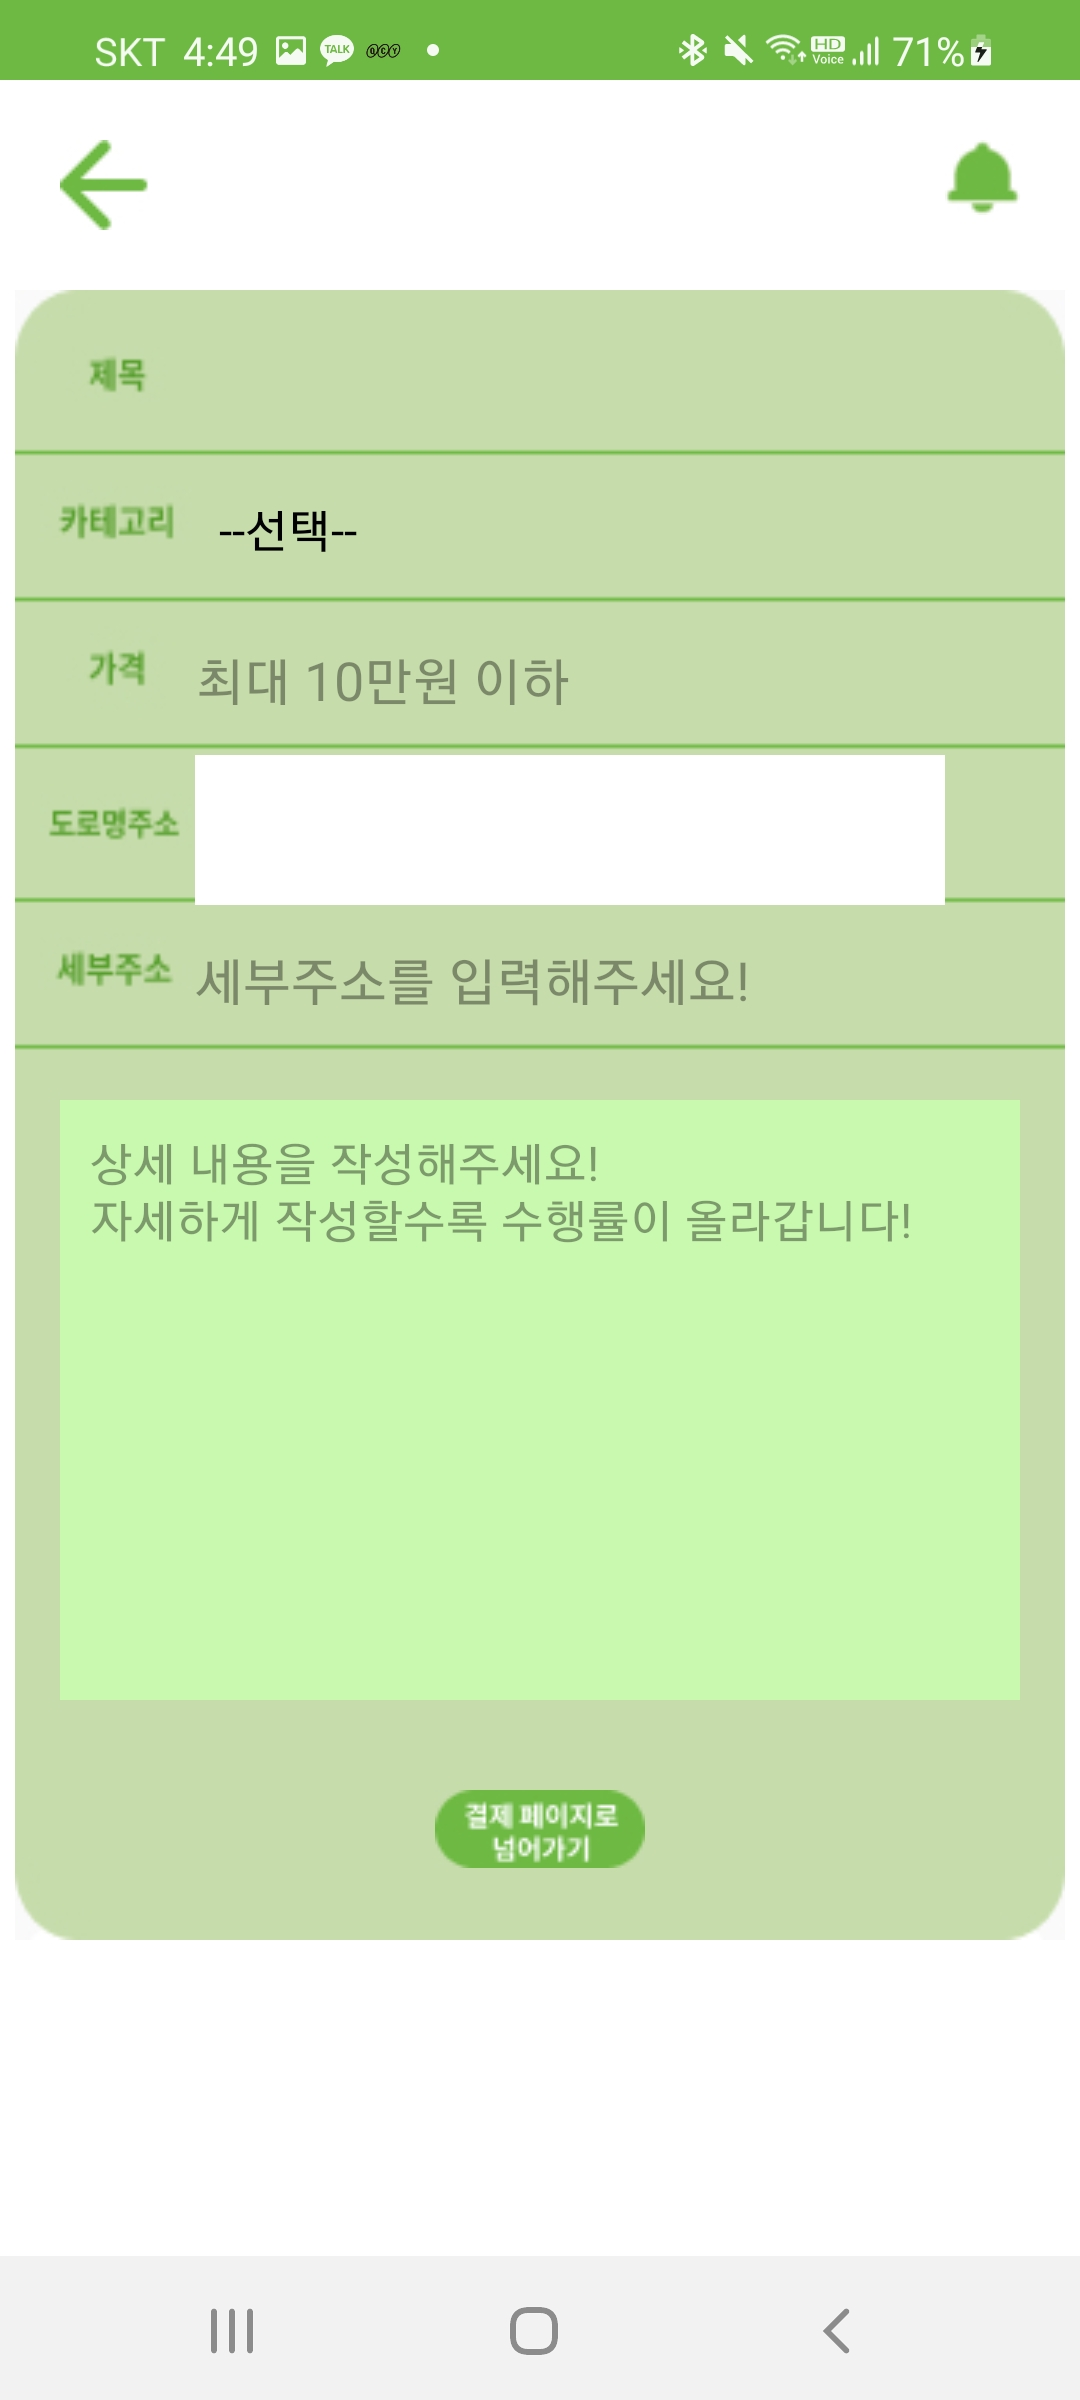 SKT 4:49 TALK HD Voice 71%
제목
카테고리 --선택--
가격 최대 10만원 이하
도로명주소
세부주소 세부주소를 입력해주세요!
상세 내용을 작성해주세요!
자세하게 작성할수록 수행률이 올라갑니다!
결제 페이지로
넘어가기